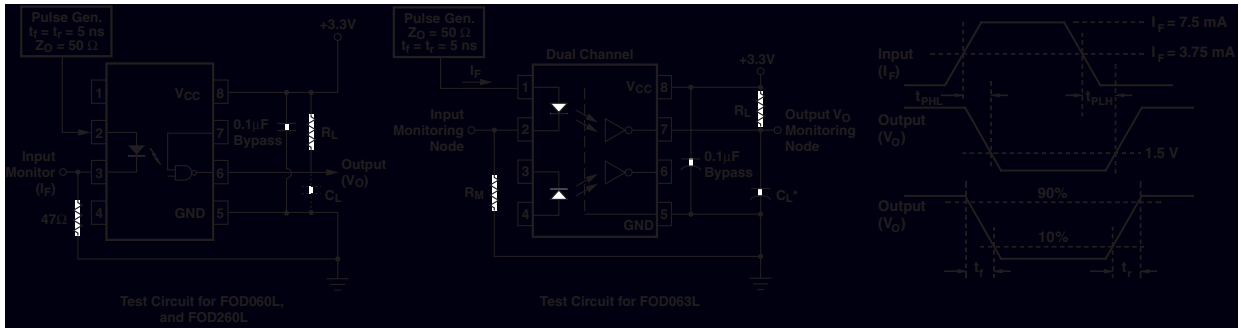 Pulse Gen.
tf = tr = 5 ns
ZO = 50 Ω
+3.3V
1
VCC
8
2
7
0.1µF
Bypass
RL
Input
Monitor
(IF)
3
6
Output
(VO)
CL
4
GND
5
47Ω
Test Circuit for FOD060L,
and FOD260L
Pulse Gen.
ZO = 50 Ω
tf = tr = 5 ns
Dual Channel
+3.3V
IF
1
VCC
8
RL
Input
Monitoring
Node
2
7
Output VO
Monitoring
Node
3
6
0.1µF
Bypass
RM
CL*
4
5
GND
Test Circuit for FOD063L
IF = 7.5 mA
Input
(IF)
IF = 3.75 mA
tPHL
tPLH
Output
(VO)
1.5 V
90%
Output
(VO)
10%
tf
tr